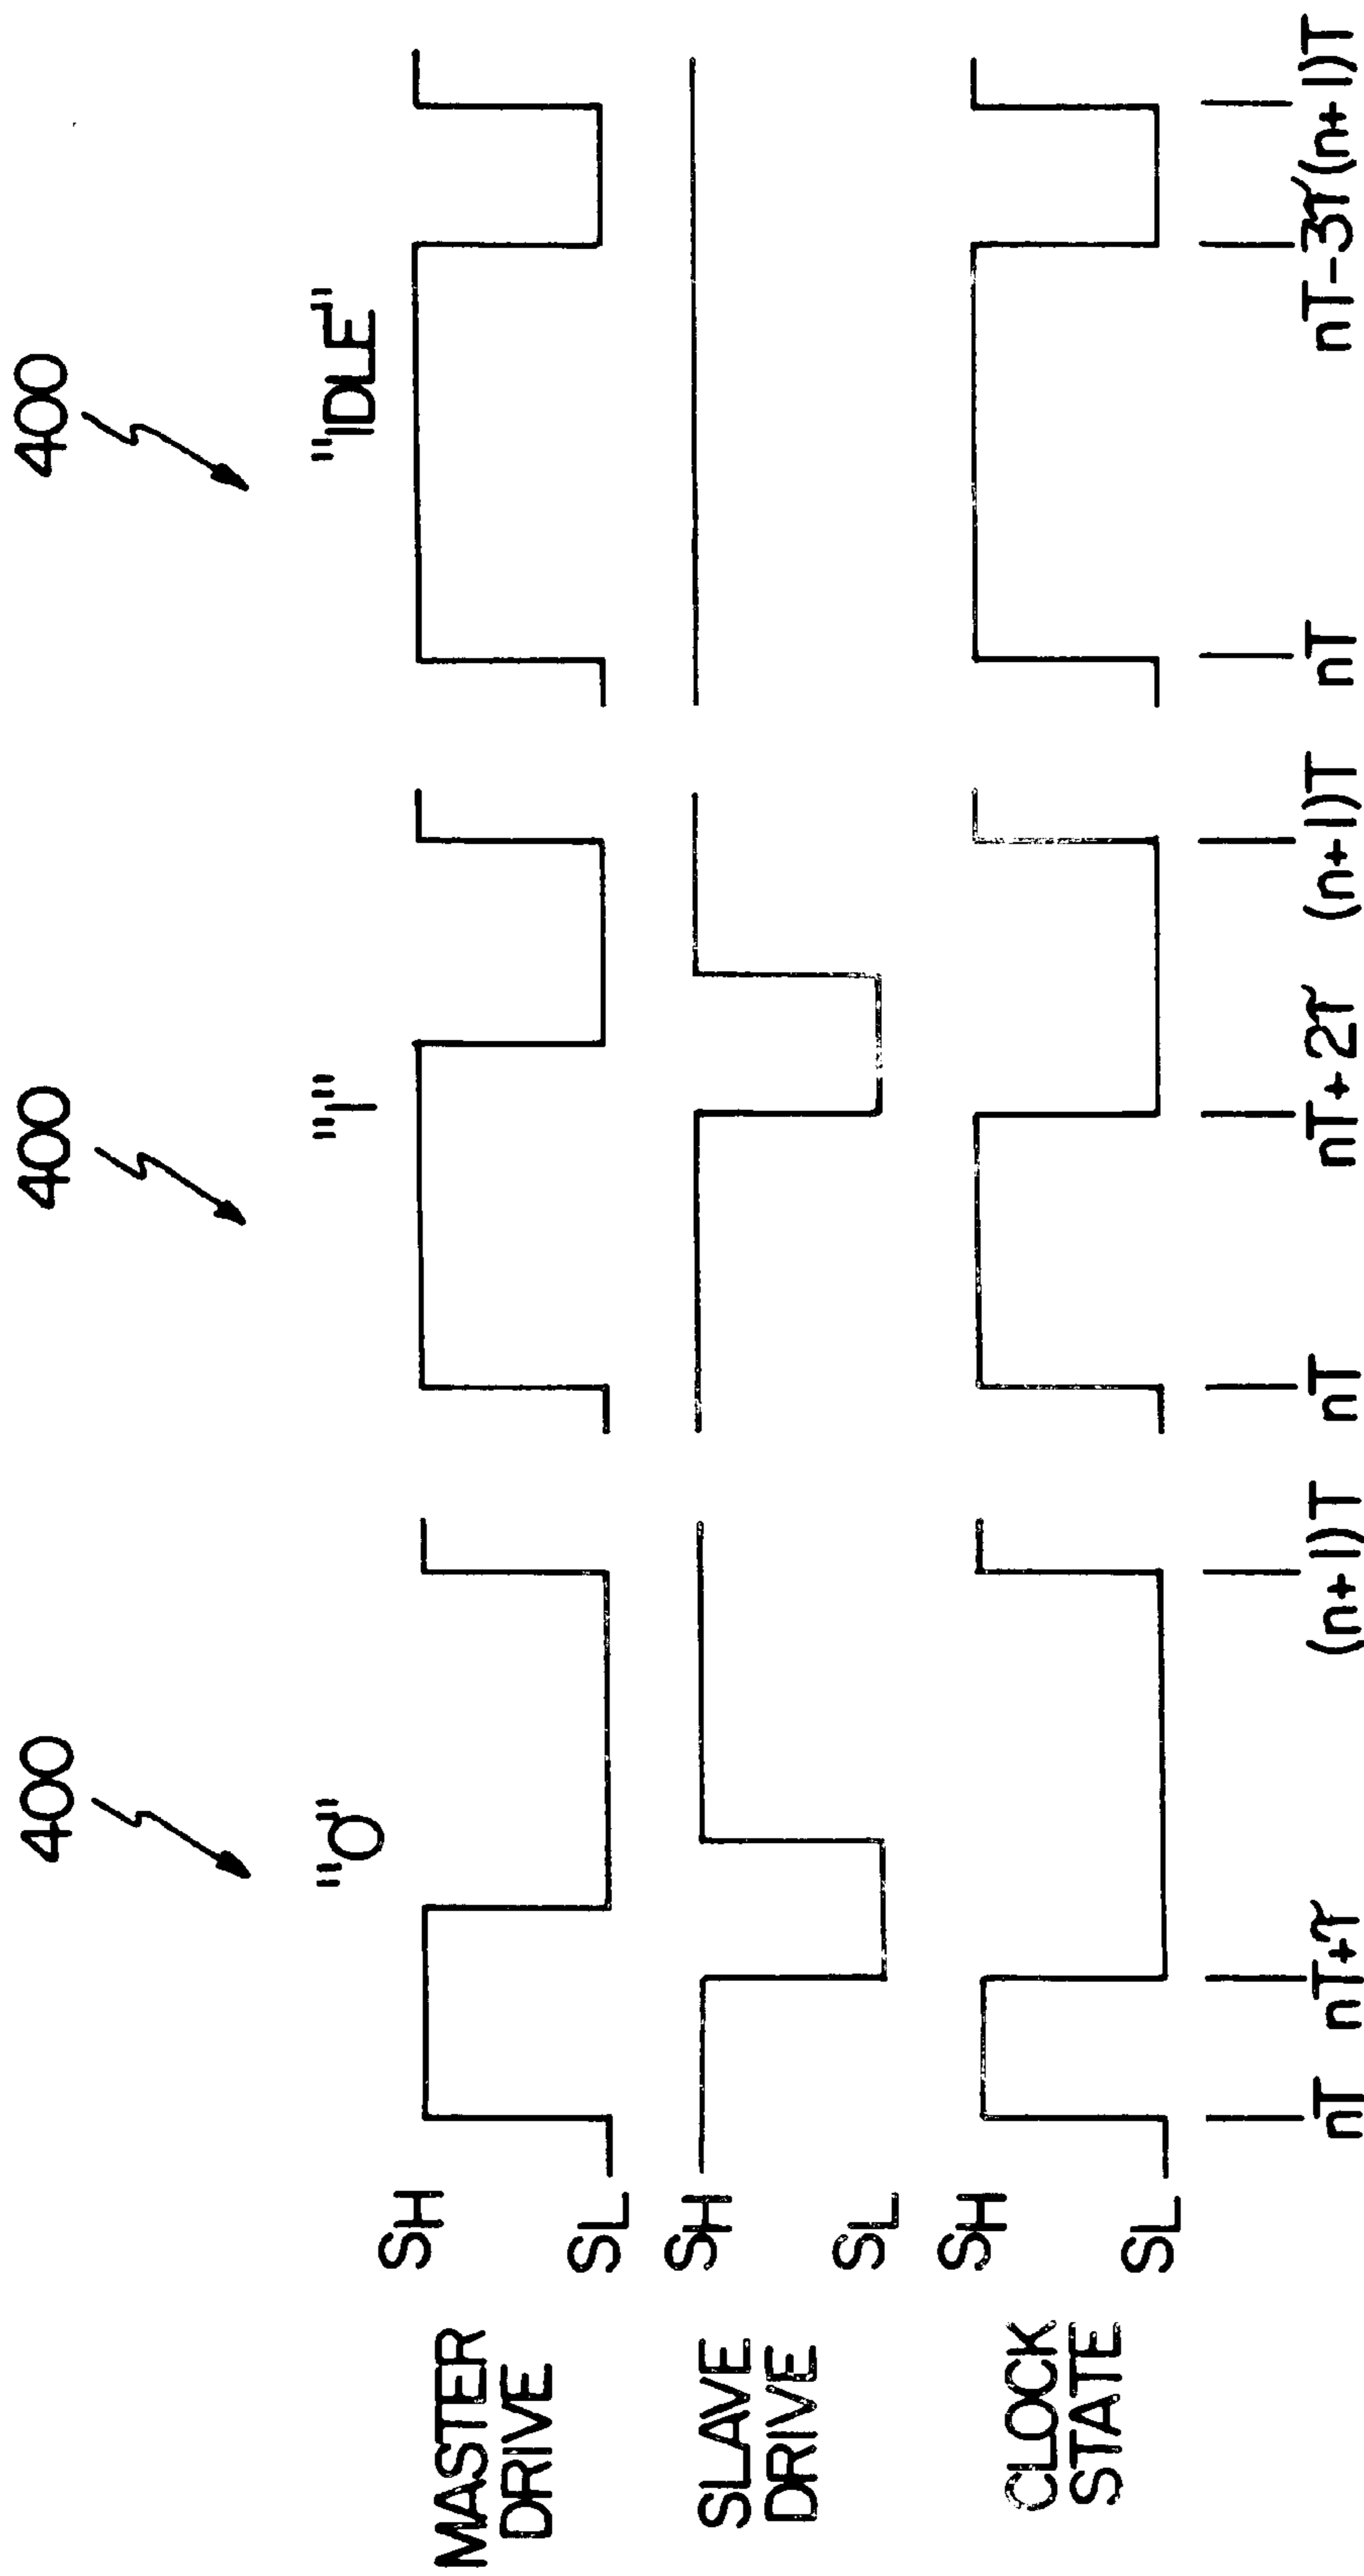 400 400 400
"0" "1" "IDLE"
MASTER
DRIVE
SH
SL
SLAVE
DRIVE
SH
SL
CLOCK
STATE
SH
SL
nT nT+τ (n+1)T nT nT+2τ (n+1)T nT nT-3τ (n+1)T